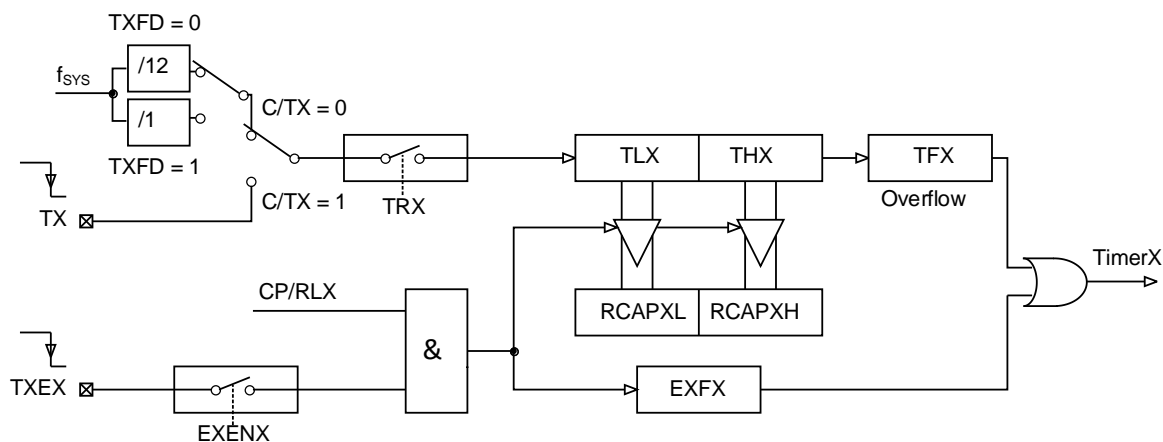 TXFD = 0
fSYS
/12
C/TX = 0
/1
TXFD = 1
TX
C/TX = 1
TRX
TLX
THX
TFX
Overflow
TimerX
CP/RLX
RCAPXL
RCAPXH
&
TXEX
EXENX
EXFX